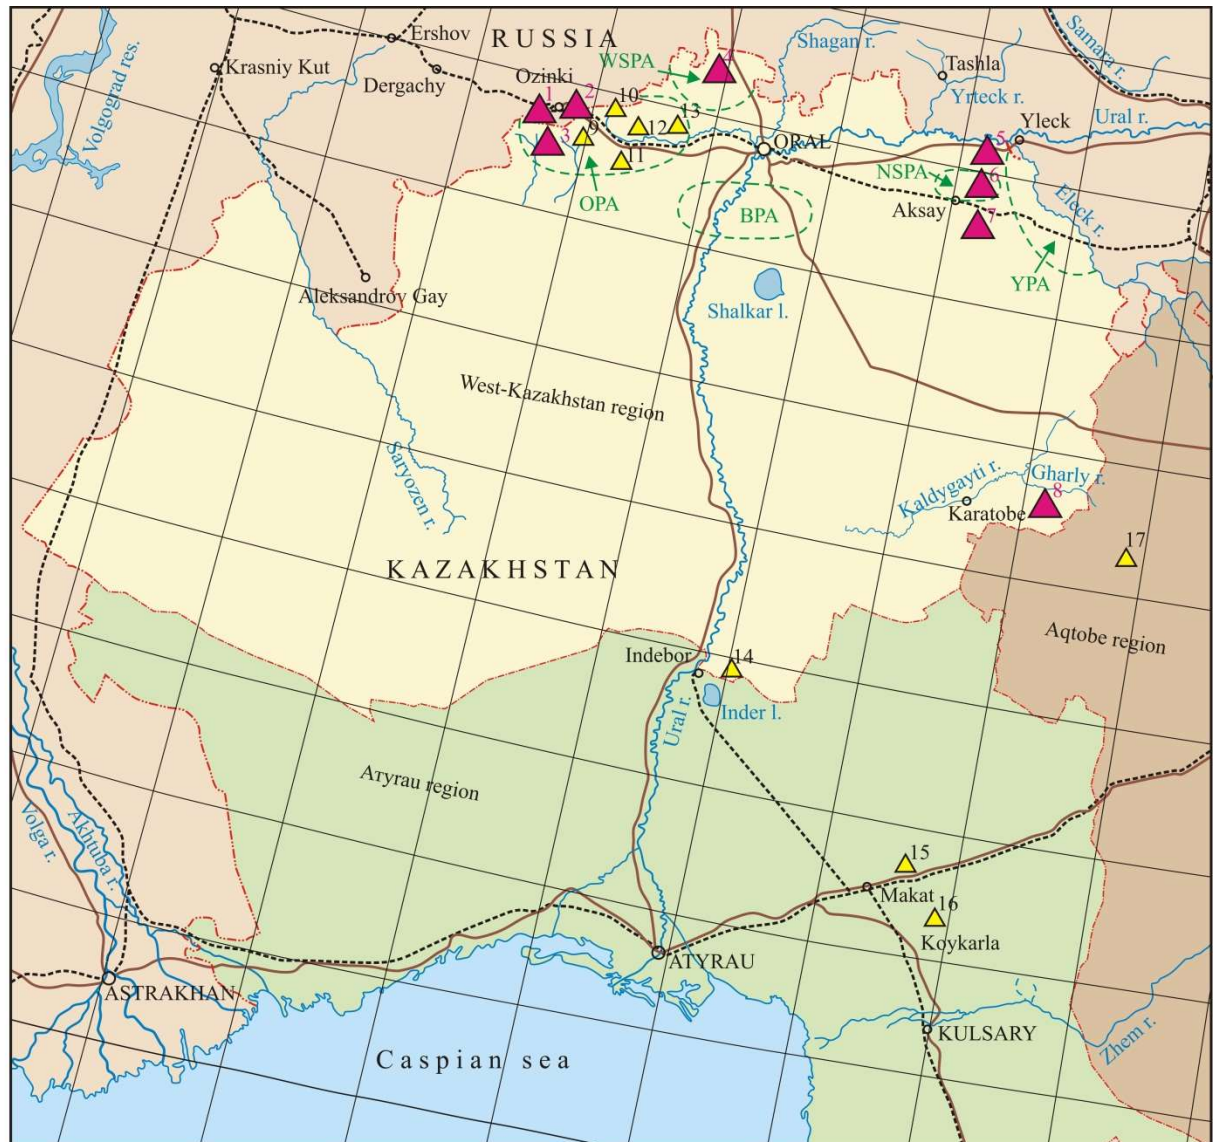 RUSSIA
Ershov
Shagan r.
Samara r.
Volgograd res.
Krasniy Kut
Dergachy
WSPA
4
Tashla
Ozinki
1
2
10
Yrteck r.
Ural r.
Yleck
3
9
12
13
11
OPAL
5
NSPA
6
OPA
BPA
Aksay
7
Eleck r.
YPA
Aleksandrov Gay
Shalkar l.
West-Kazakhstan region
Saryozen r.
Kaldygayti r.
Gharly r.
8
Karatobe
17
KAZAKHSTAN
Aqtobe region
Indebor
14
Ural r.
Inder l.
Aтyrau region
Volga r.
Akhtuba r.
15
Makat
16
Koykarla
ATYRAU
ASTRAKHAN
KULSARY
Zhem r.
Caspian sea